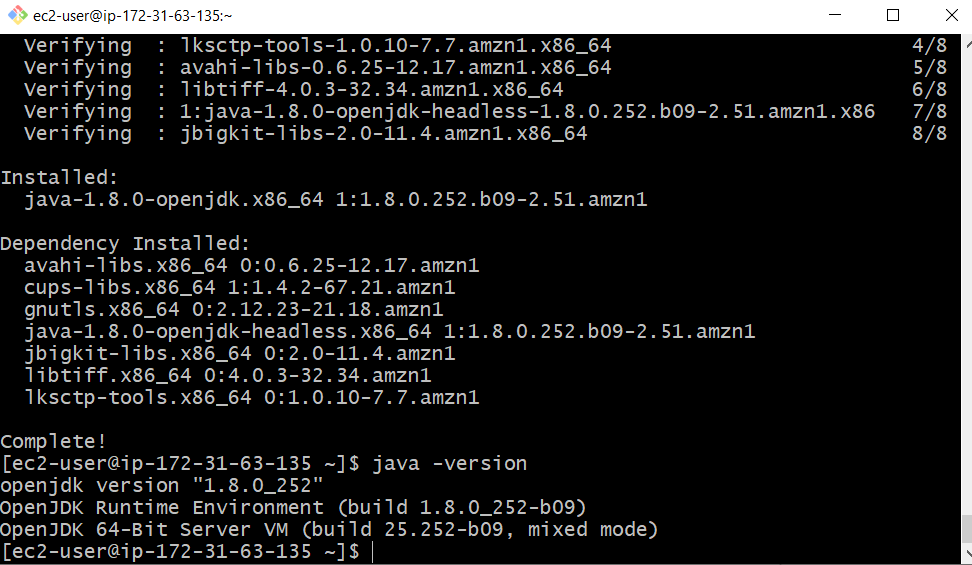 ec2-user@ip-172-31-63-135:~
Verifying  : lksctp-tools-1.0.10-7.7.amzn1.x86_64 4/8
Verifying  : avahi-libs-0.6.25-12.17.amzn1.x86_64 5/8
Verifying  : libtiff-4.0.3-32.34.amzn1.x86_64 6/8
Verifying  : 1:java-1.8.0-openjdk-headless-1.8.0.252.b09-2.51.amzn1.x86 7/8
Verifying  : jbigkit-libs-2.0-11.4.amzn1.x86_64 8/8
Installed:
java-1.8.0-openjdk.x86_64 1:1.8.0.252.b09-2.51.amzn1
Dependency Installed:
avahi-libs.x86_64 0:0.6.25-12.17.amzn1
cups-libs.x86_64 1:1.4.2-67.21.amzn1
gnutls.x86_64 0:2.12.23-21.18.amzn1
java-1.8.0-openjdk-headless.x86_64 1:1.8.0.252.b09-2.51.amzn1
jbigkit-libs.x86_64 0:2.0-11.4.amzn1
libtiff.x86_64 0:4.0.3-32.34.amzn1
lksctp-tools.x86_64 0:1.0.10-7.7.amzn1
Complete!
[ec2-user@ip-172-31-63-135 ~]$ java -version
openjdk version "1.8.0_252"
OpenJDK Runtime Environment (build 1.8.0_252-b09)
OpenJDK 64-Bit Server VM (build 25.252-b09, mixed mode)
[ec2-user@ip-172-31-63-135 ~]$